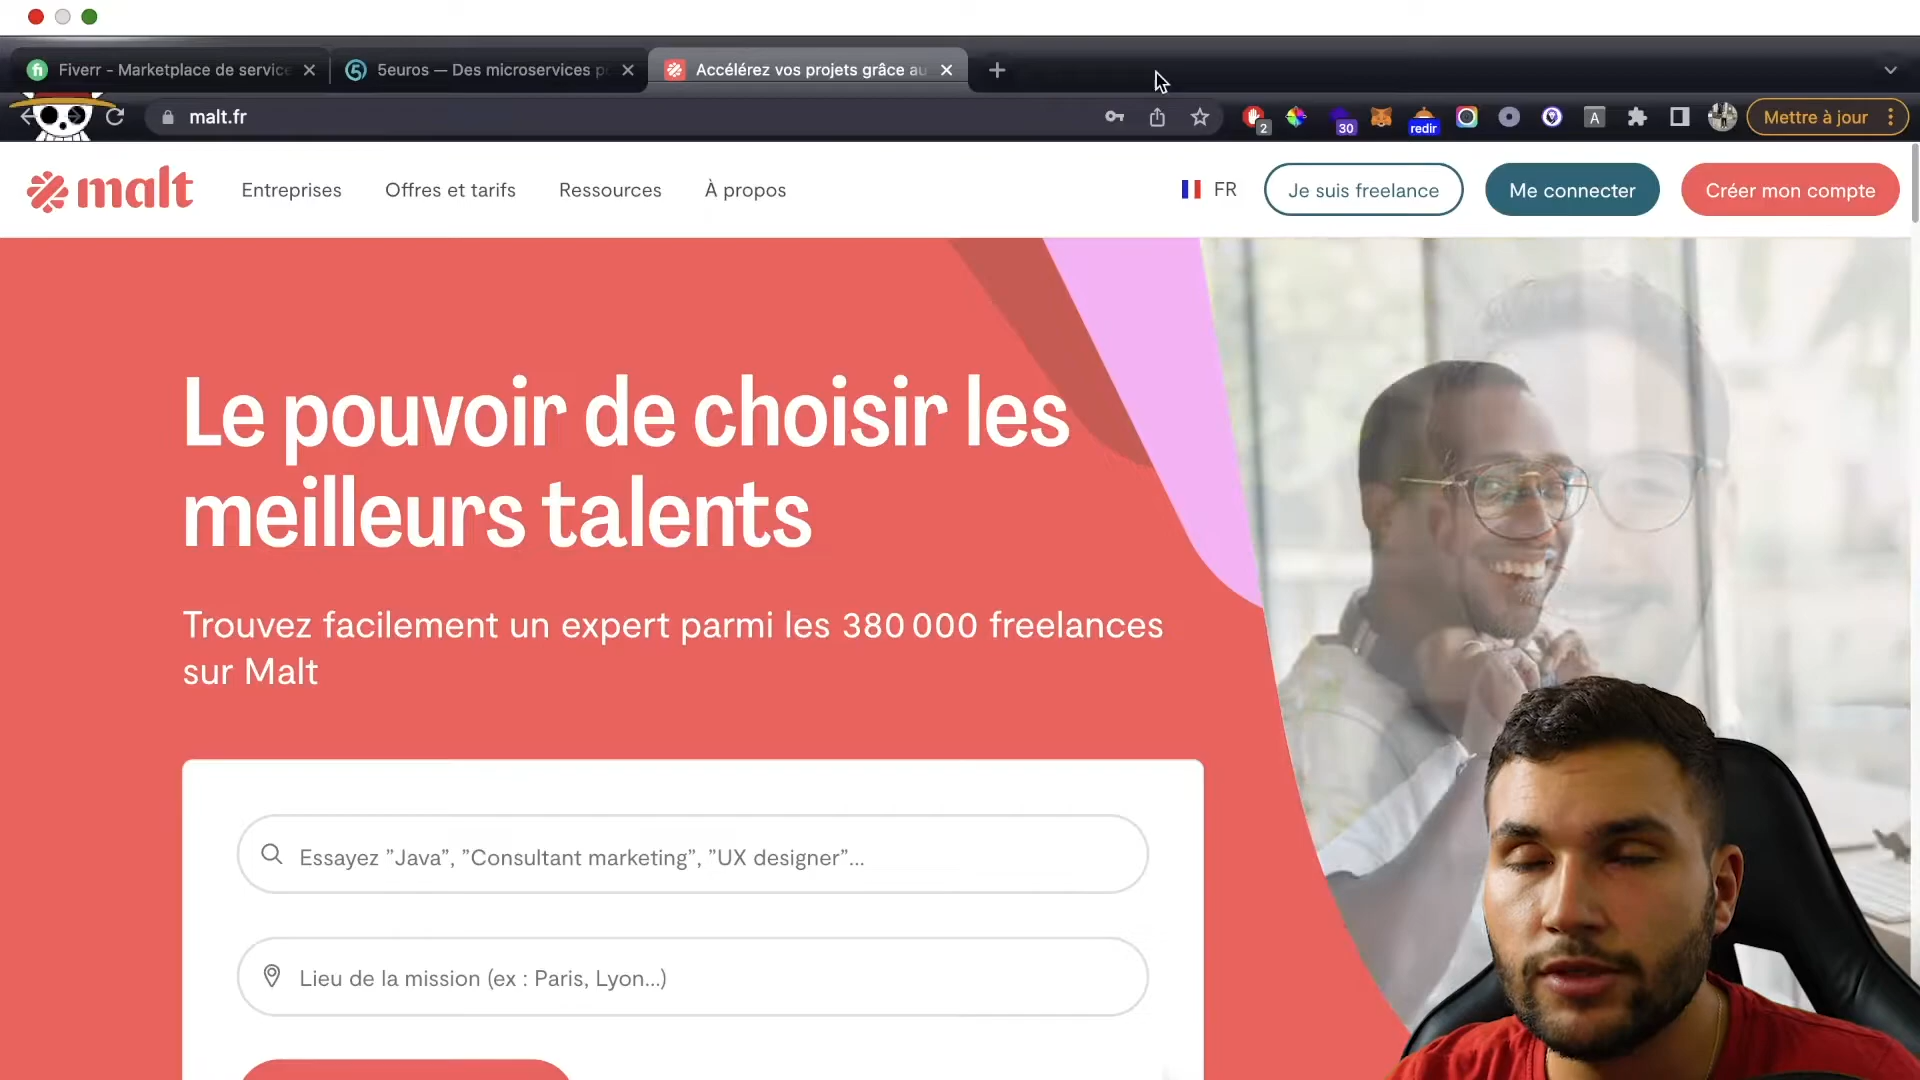 Fiverr - Marketplace de service
5euros — Des microservices p
Accélérez vos projets grâce au
malt.fr
2
30
redir
A
Mettre à jour
malt
Entreprises
Offres et tarifs
Ressources
À propos
FR
Je suis freelance
Me connecter
Créer mon compte
Le pouvoir de choisir les
meilleurs talents
Trouvez facilement un expert parmi les 380 000 freelances
sur Malt
Essayez ”Java”, ”Consultant marketing”, ”UX designer”...
Lieu de la mission (ex : Paris, Lyon...)